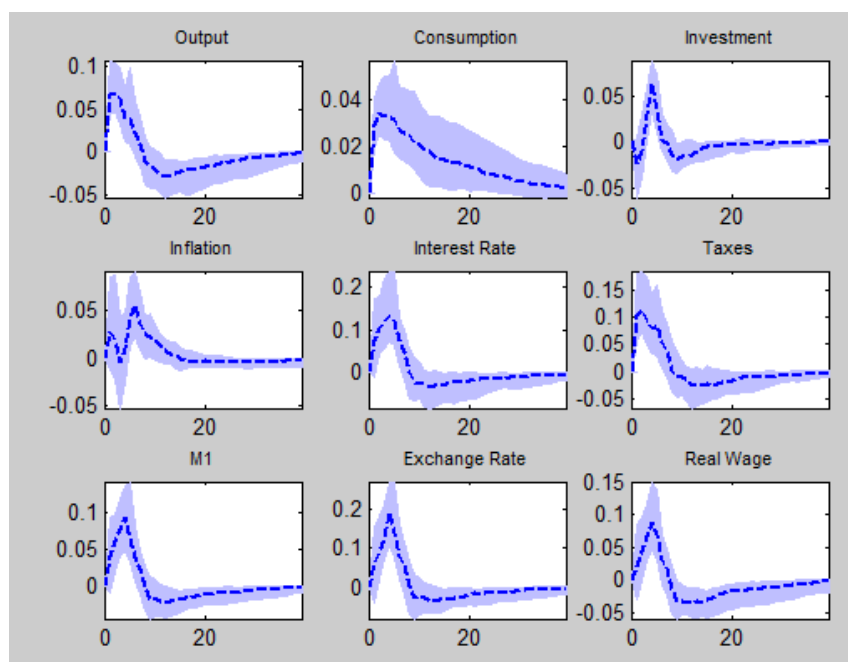 Output Consumption Investment
0.1 0.05 0 -0.05
0.04 0.02 0
0.05 0 -0.05
0 20 0 20 0 20
Inflation Interest Rate Taxes
0.05 0 -0.05
0.2 0.1 0
0.15 0.1 0.05 0 -0.05
0 20 0 20 0 20
M1 Exchange Rate Real Wage
0.1 0.05 0
0.2 0.1 0
0.15 0.1 0.05 0 -0.05
0 20 0 20 0 20